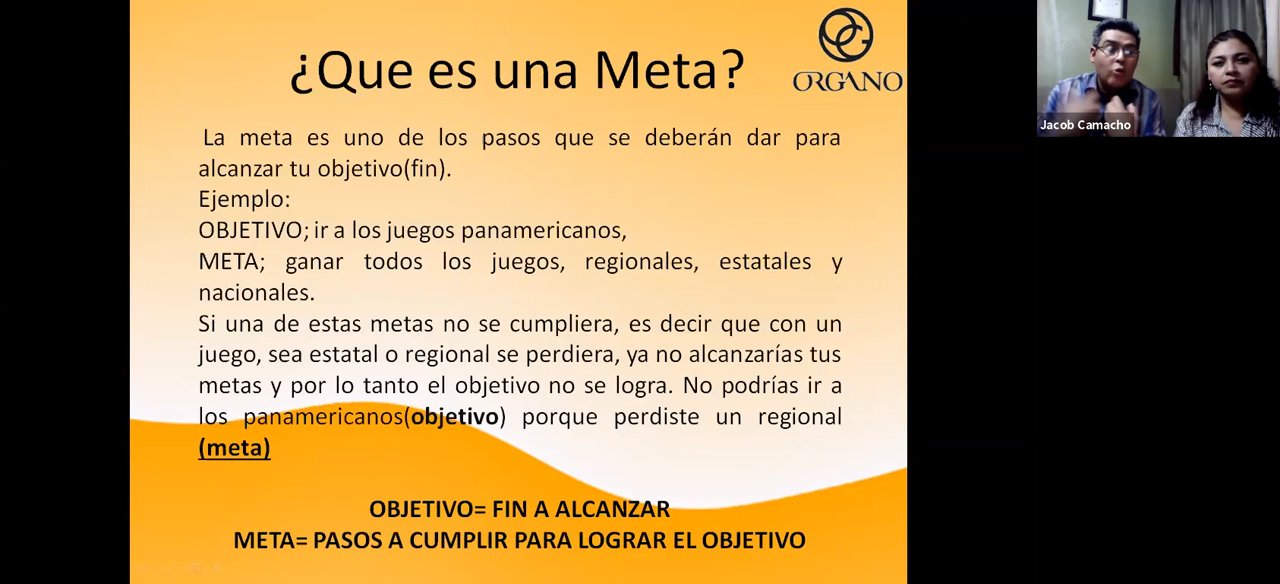 ¿Que es una Meta?
ORGANO
La meta es uno de los pasos que se deberán dar para
alcanzar tu objetivo(fin).
Ejemplo:
OBJETIVO; ir a los juegos panamericanos,
META; ganar todos los juegos, regionales, estatales y
nacionales.
Si una de estas metas no se cumpliera, es decir que con un
juego, sea estatal o regional se perdiera, ya no alcanzarías tus
metas y por lo tanto el objetivo no se logra. No podrías ir a
los panamericanos(objetivo) porque perdiste un regional
(meta)
OBJETIVO= FIN A ALCANZAR
META= PASOS A CUMPLIR PARA LOGRAR EL OBJETIVO
Jacob Camacho